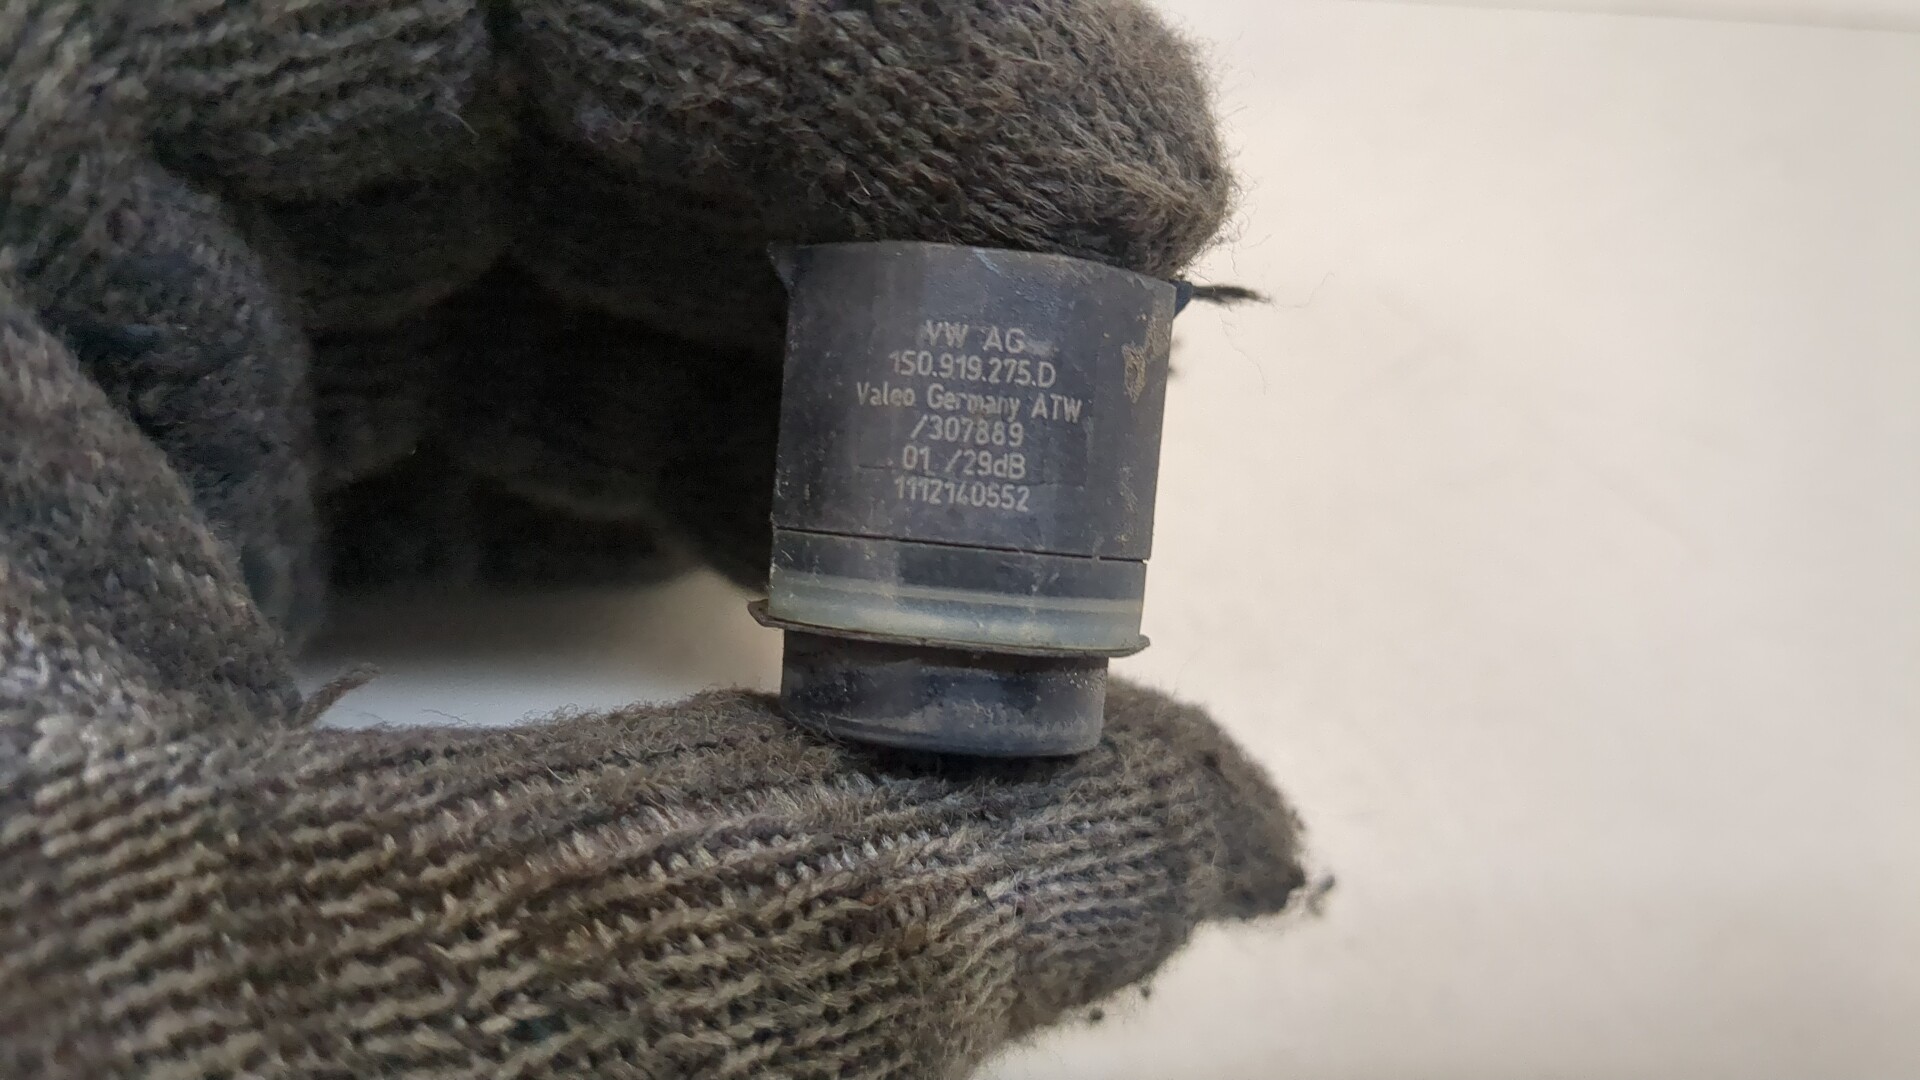 VW AG
1S0.919.275.D
Valeo Germany ATW
/307889
01 /29dB
1112140552